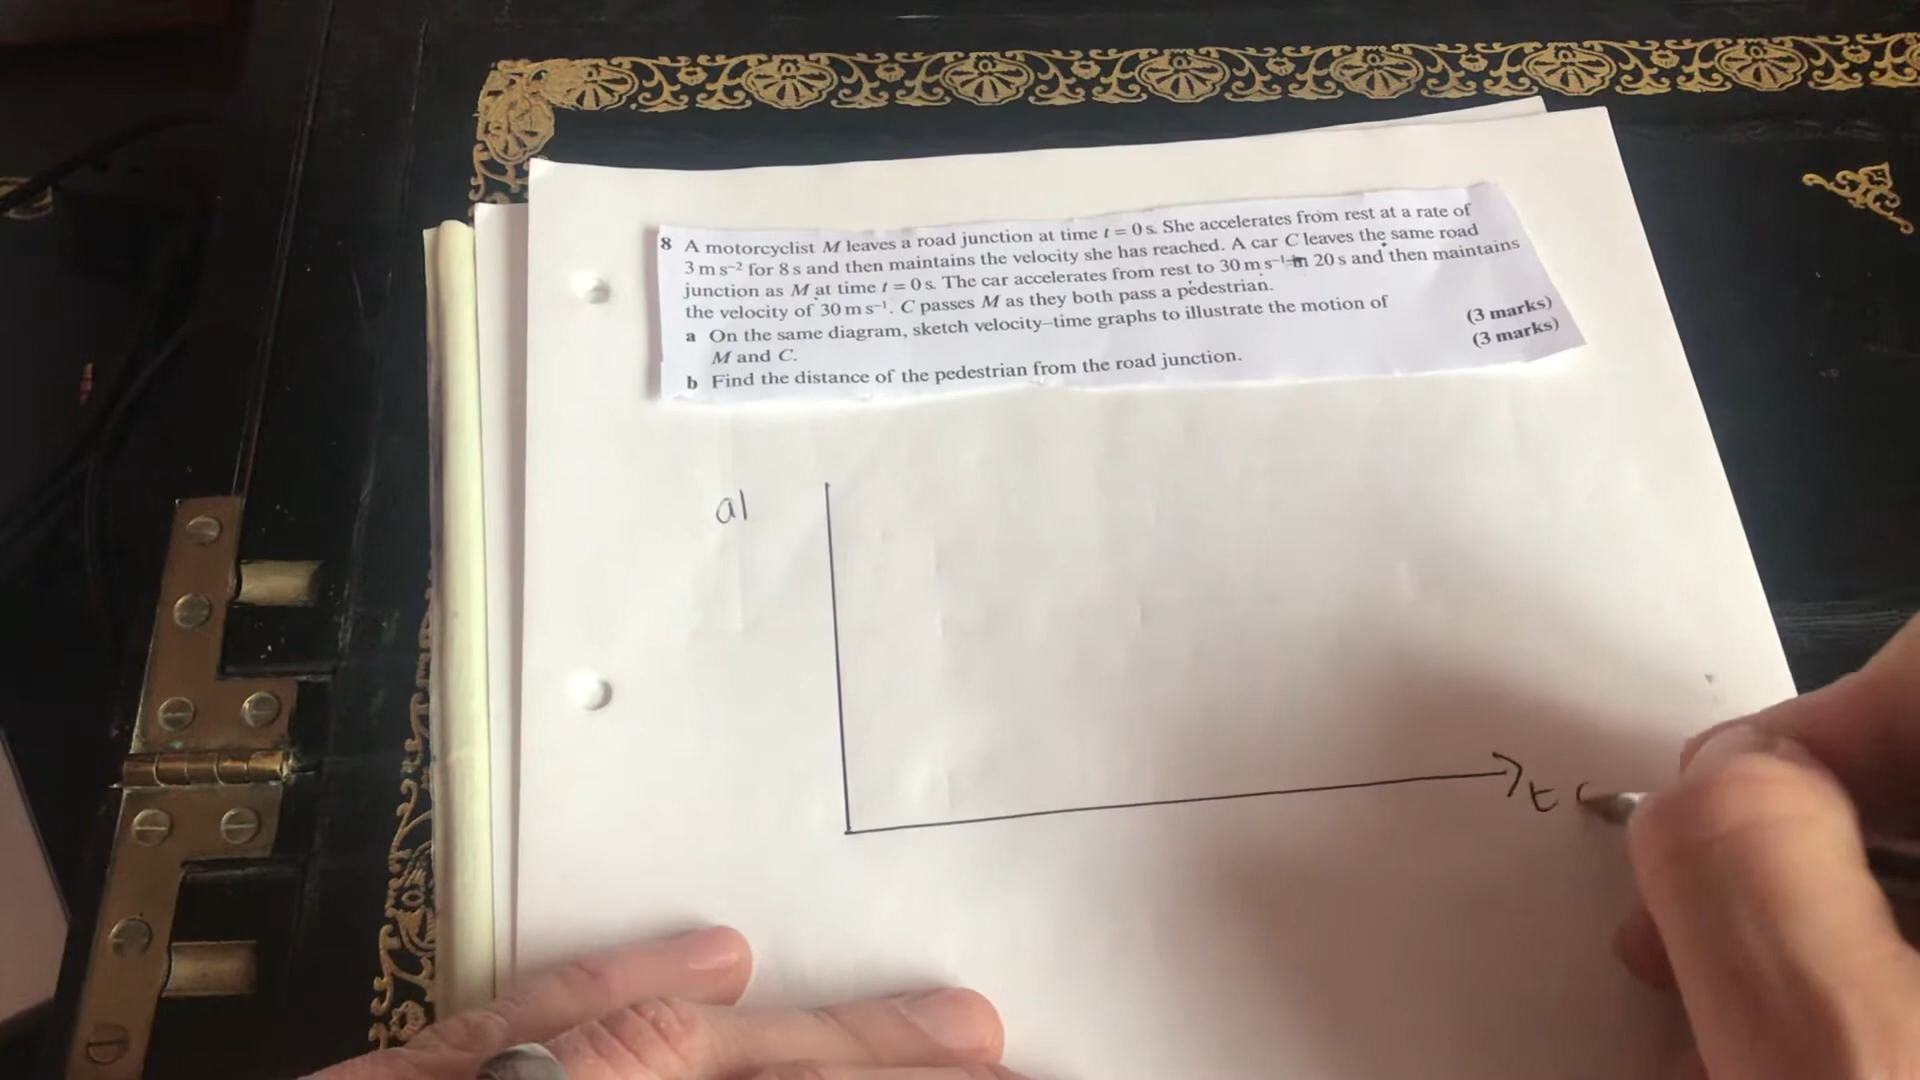 8 A motorcyclist M leaves a road junction at time t = 0 s. She accelerates from rest at a rate of
3 m s⁻² for 8 s and then maintains the velocity she has reached. A car C leaves the same road
junction as M at time t = 0 s. The car accelerates from rest to 30 m s⁻¹ in 20 s and then maintains
the velocity of 30 m s⁻¹. C passes M as they both pass a pedestrian.
a On the same diagram, sketch velocity–time graphs to illustrate the motion of
M and C. (3 marks)
b Find the distance of the pedestrian from the road junction. (3 marks)
a)
t (